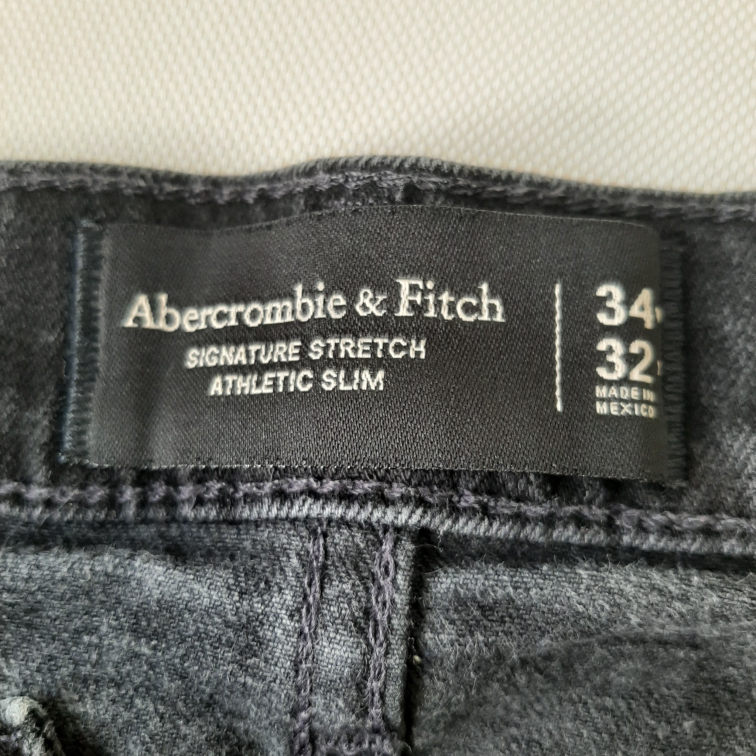 Abercrombie & Fitch
SIGNATURE STRETCH
ATHLETIC SLIM
34
32
MADE IN
MEXICO